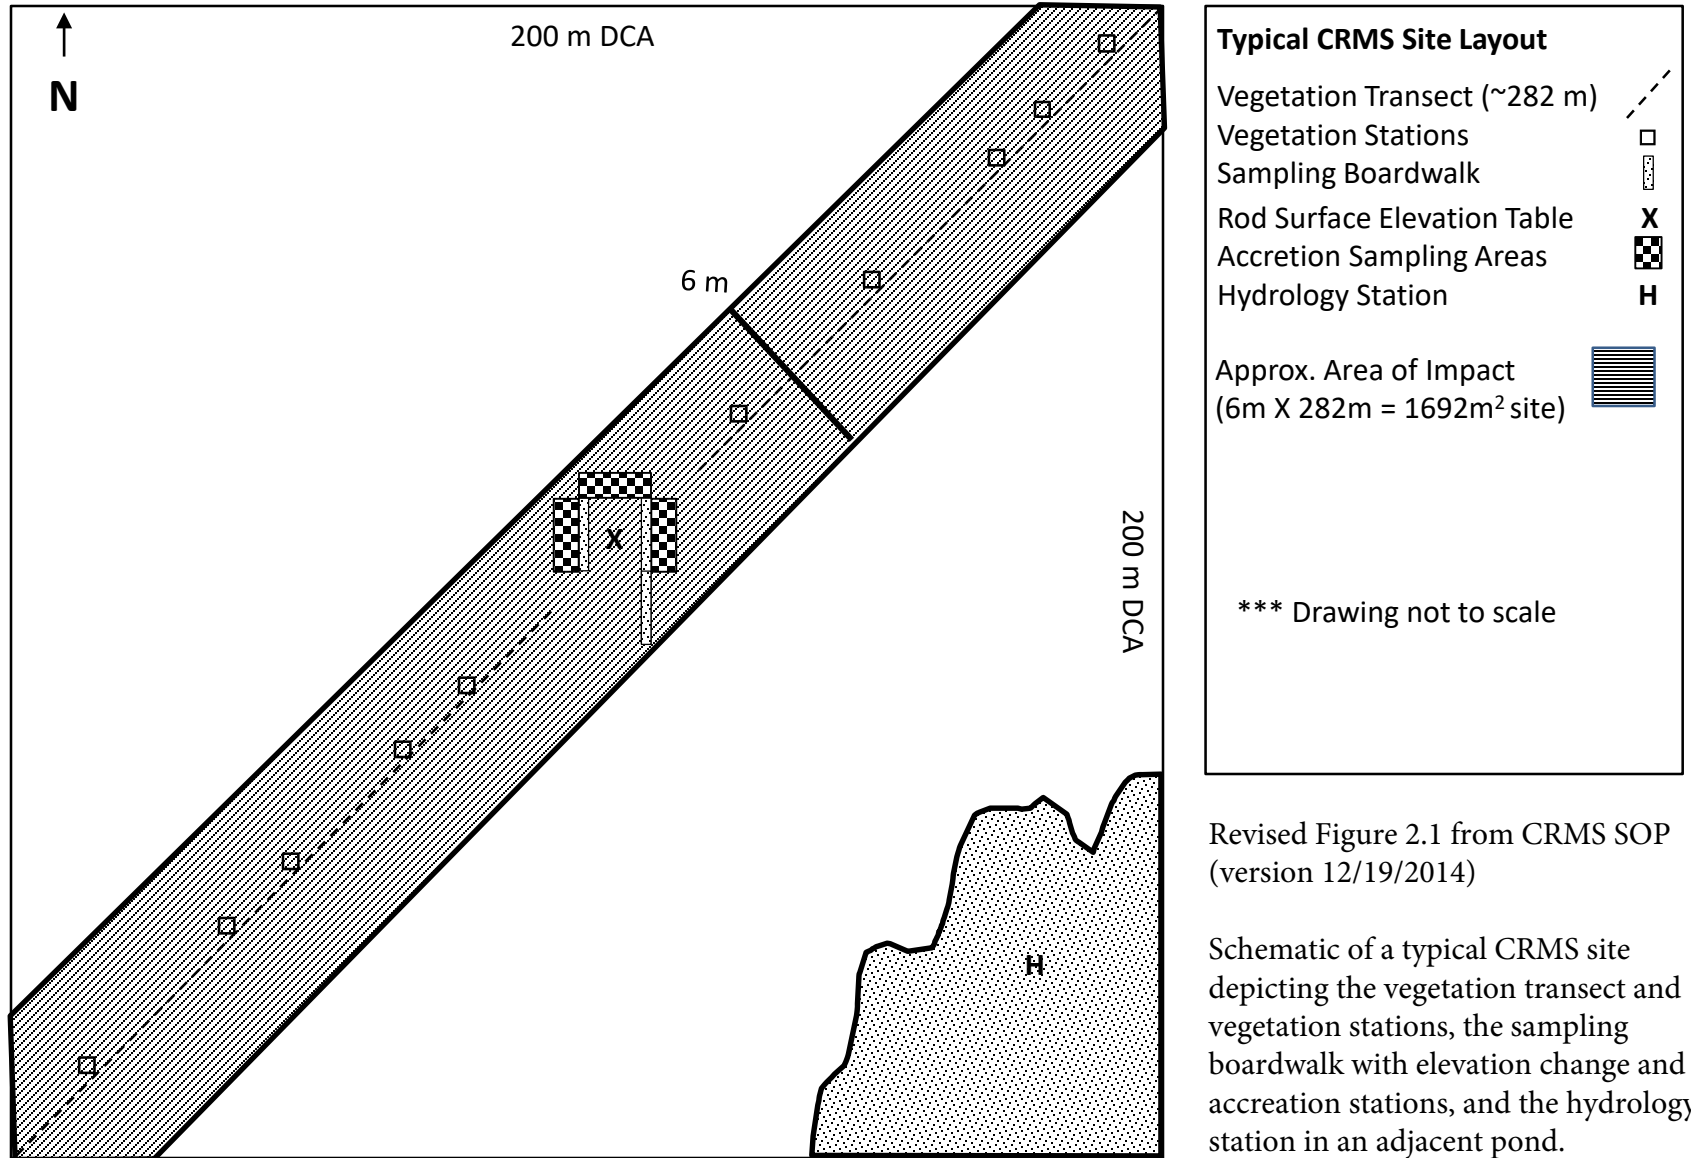 200 m DCA
N
6 m
X
200 m DCA
H
Typical CRMS Site Layout
Vegetation Transect (~282 m)
Vegetation Stations
Sampling Boardwalk
Rod Surface Elevation Table X
Accretion Sampling Areas
Hydrology Station H
Approx. Area of Impact
(6m X 282m = 1692m² site)
*** Drawing not to scale
Revised Figure 2.1 from CRMS SOP
(version 12/19/2014)
Schematic of a typical CRMS site
depicting the vegetation transect and
vegetation stations, the sampling
boardwalk with elevation change and
accreation stations, and the hydrology
station in an adjacent pond.